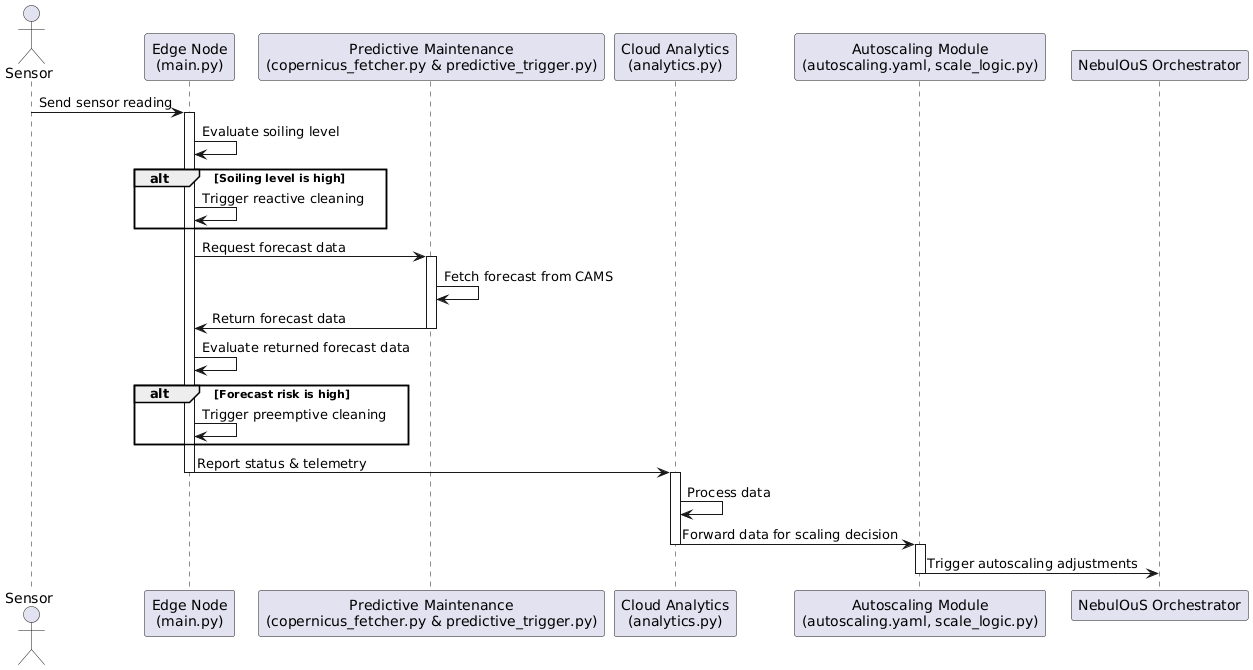 Sensor
Edge Node
(main.py)
Predictive Maintenance
(copernicus_fetcher.py & predictive_trigger.py)
Cloud Analytics
(analytics.py)
Autoscaling Module
(autoscaling.yaml, scale_logic.py)
NebulOuS Orchestrator
Send sensor reading
Evaluate soiling level
alt [Soiling level is high]
Trigger reactive cleaning
Request forecast data
Fetch forecast from CAMS
Return forecast data
Evaluate returned forecast data
alt [Forecast risk is high]
Trigger preemptive cleaning
Report status & telemetry
Process data
Forward data for scaling decision
Trigger autoscaling adjustments
Sensor
Edge Node
(main.py)
Predictive Maintenance
(copernicus_fetcher.py & predictive_trigger.py)
Cloud Analytics
(analytics.py)
Autoscaling Module
(autoscaling.yaml, scale_logic.py)
NebulOuS Orchestrator